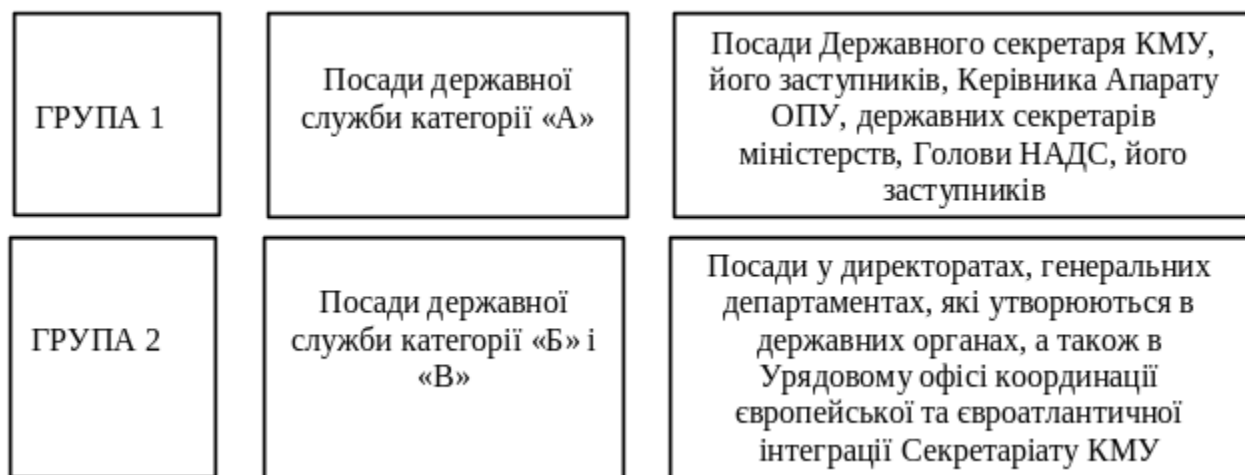 ГРУПА 1
Посади державної
служби категорії «А»
Посади Державного секретаря КМУ,
його заступників, Керівника Апарату
ОПУ, державних секретарів
міністерств, Голови НАДС, його
заступників
ГРУПА 2
Посади державної
служби категорії «Б» і
«В»
Посади у директоратах, генеральних
департаментах, які утворюються в
державних органах, а також в
Урядовому офісі координації
європейської та євроатлантичної
інтеграції Секретаріату КМУ